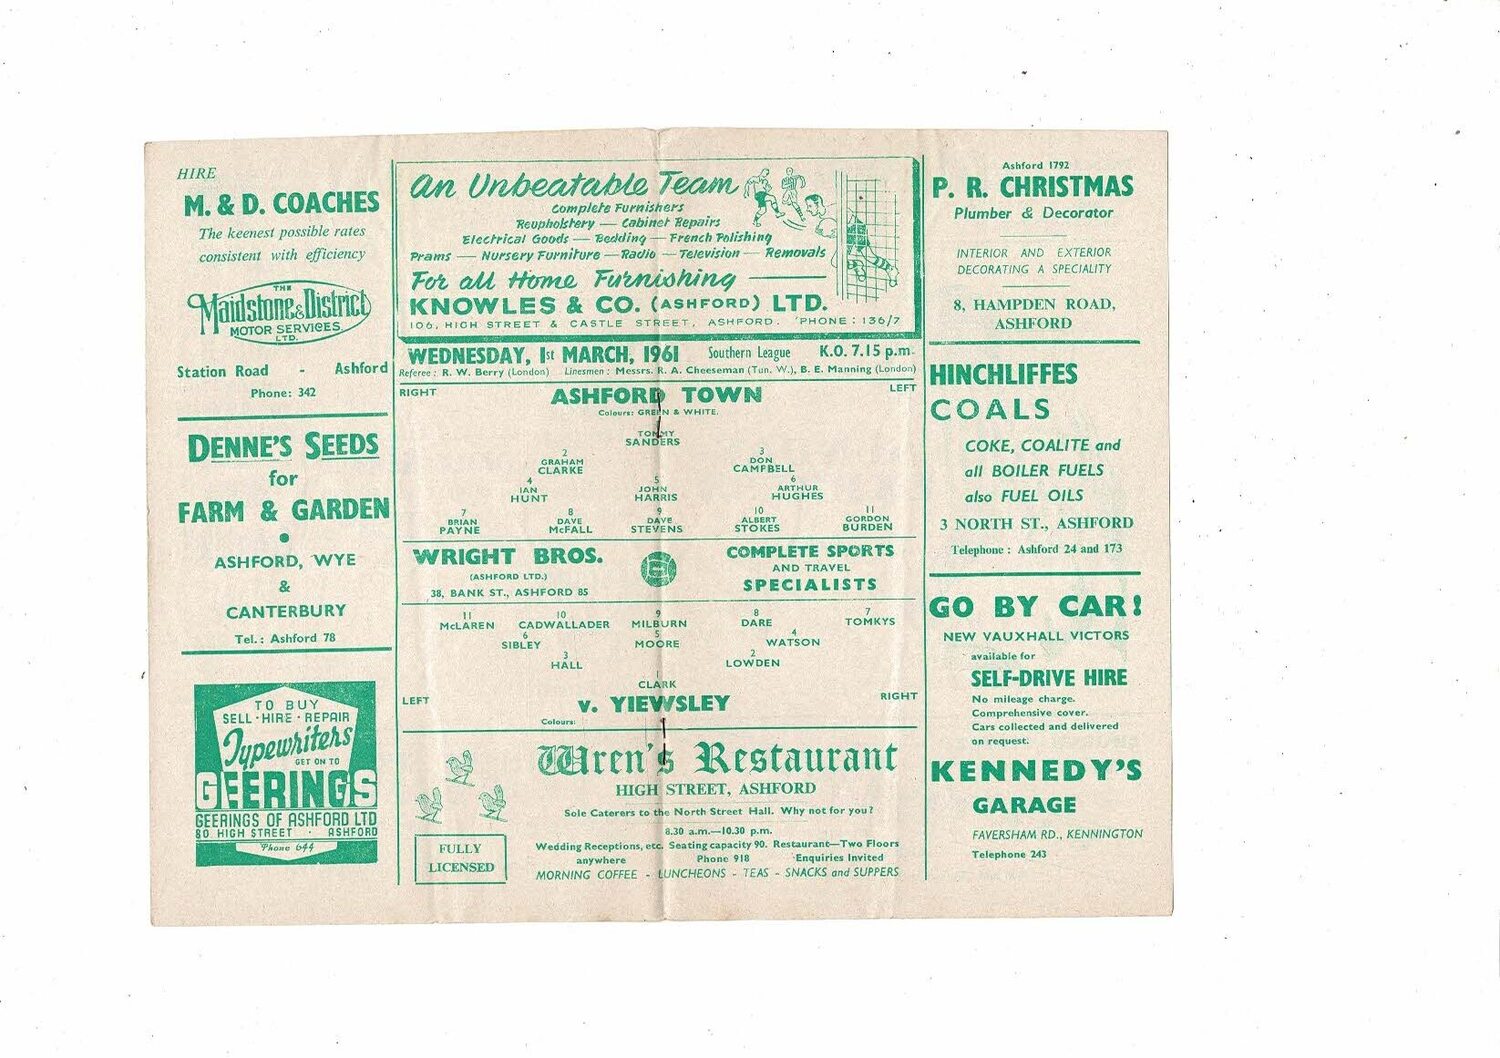 HIRE
M. & D. COACHES
The keenest possible rates
consistent with efficiency
THE
Maidstone & District
MOTOR SERVICES
LTD.
Station Road - Ashford
Phone: 342
DENNE'S SEEDS
for
FARM & GARDEN
ASHFORD, WYE
&
CANTERBURY
Tel.: Ashford 78
TO BUY
SELL · HIRE · REPAIR
Typewriters
GET ON TO
GEERINGS
GEERINGS OF ASHFORD LTD
80 HIGH STREET · ASHFORD
Phone 644
An Unbeatable Team
Complete Furnishers
Reupholstery — Cabinet Repairs
Electrical Goods — Bedding — French Polishing
Prams — Nursery Furniture — Radio — Television — Removals
For all Home Furnishing
KNOWLES & CO. (ASHFORD) LTD.
106, HIGH STREET & CASTLE STREET, ASHFORD. 'PHONE : 136/7
WEDNESDAY, 1st MARCH, 1961 Southern League K.O. 7.15 p.m.
Referee : R. W. Berry (London) Linesmen : Messrs. R. A. Cheeseman (Tun. W.), B. E. Manning (London)
RIGHT ASHFORD TOWN LEFT
Colours: GREEN & WHITE.
TOMMY
SANDERS
2 3
GRAHAM DON
CLARKE CAMPBELL
4 5 6
IAN JOHN ARTHUR
HUNT HARRIS HUGHES
7 8 9 10 11
BRIAN DAVE DAVE ALBERT GORDON
PAYNE McFALL STEVENS STOKES BURDEN
WRIGHT BROS.
(ASHFORD LTD.)
38, BANK ST., ASHFORD 85
COMPLETE SPORTS
AND TRAVEL
SPECIALISTS
11 10 9 8 7
McLAREN CADWALLADER MILBURN DARE TOMKYS
6 5 4
SIBLEY MOORE WATSON
3 2
HALL LOWDEN
1
CLARK
LEFT v. YIEWSLEY RIGHT
Colours:
Wren's Restaurant
HIGH STREET, ASHFORD
Sole Caterers to the North Street Hall. Why not for you?
8.30 a.m.—10.30 p.m.
Wedding Receptions, etc. Seating capacity 90. Restaurant—Two Floors
anywhere Phone 918 Enquiries Invited
MORNING COFFEE - LUNCHEONS - TEAS - SNACKS and SUPPERS
FULLY
LICENSED
Ashford 1792
P. R. CHRISTMAS
Plumber & Decorator
INTERIOR AND EXTERIOR
DECORATING A SPECIALITY
8, HAMPDEN ROAD,
ASHFORD
HINCHLIFFES
COALS
COKE, COALITE and
all BOILER FUELS
also FUEL OILS
3 NORTH ST., ASHFORD
Telephone : Ashford 24 and 173
GO BY CAR!
NEW VAUXHALL VICTORS
available for
SELF-DRIVE HIRE
No mileage charge.
Comprehensive cover.
Cars collected and delivered
on request.
KENNEDY'S
GARAGE
FAVERSHAM RD., KENNINGTON
Telephone 243